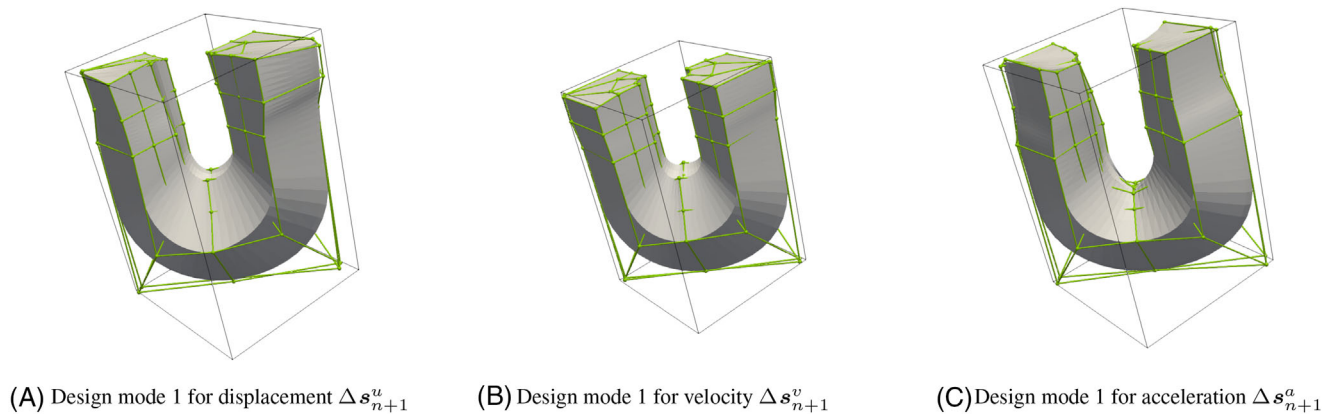 (A) Design mode 1 for displacement Δs^u_{n+1}
(B) Design mode 1 for velocity Δs^v_{n+1}
(C) Design mode 1 for acceleration Δs^a_{n+1}